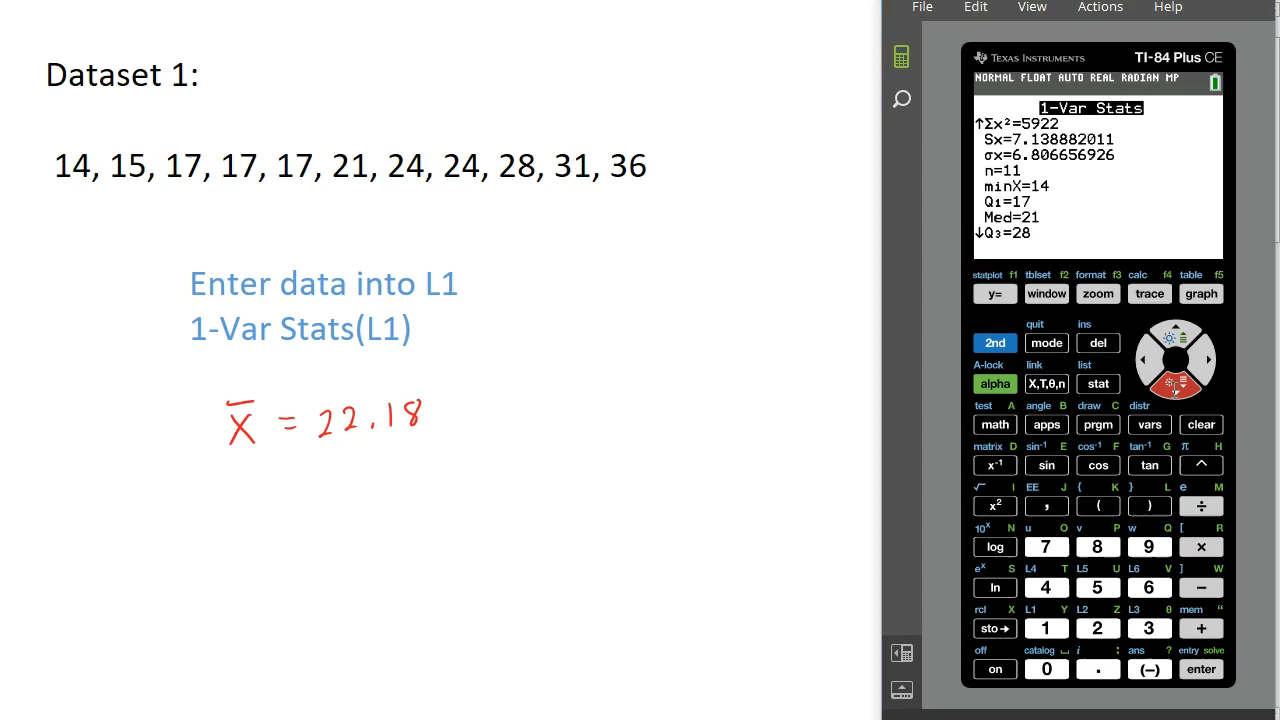 File Edit View Actions Help
Dataset 1:
14, 15, 17, 17, 17, 21, 24, 24, 28, 31, 36
Enter data into L1
1-Var Stats(L1)
x̄ = 22.18
TEXAS INSTRUMENTS TI-84 Plus CE
NORMAL FLOAT AUTO REAL RADIAN MP
1-Var Stats
↑Σx²=5922
Sx=7.138882011
σx=6.806656926
n=11
minX=14
Q₁=17
Med=21
↓Q₃=28
statplot f1 tblset f2 format f3 calc f4 table f5
y= window zoom trace graph
quit ins
2nd mode del
A-lock link list
alpha X,T,θ,n stat
test A angle B draw C distr
math apps prgm vars clear
matrix D sin⁻¹ E cos⁻¹ F tan⁻¹ G π H
x⁻¹ sin cos tan ^
√ I EE J { K } L e M
x² , ( ) ÷
10ˣ N u O v P w Q [ R
log 7 8 9 ×
eˣ S L4 T L5 U L6 V ] W
ln 4 5 6 −
rcl X L1 Y L2 Z L3 θ mem “
sto→ 1 2 3 +
off catalog ⎵ i : ans ? entry solve
on 0 . (−) enter